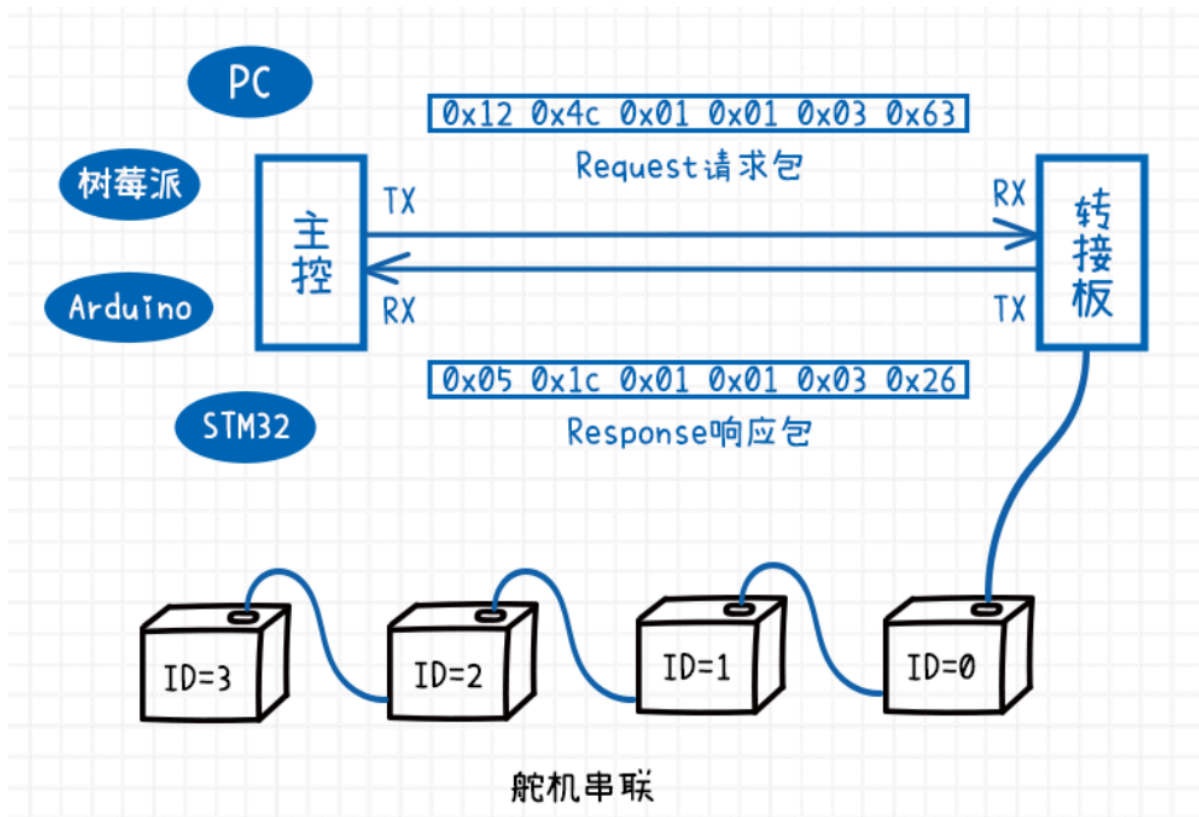 PC
0x12 0x4c 0x01 0x01 0x03 0x63
Request请求包
树莓派
主控
TX
RX
转接板
Arduino
RX
TX
0x05 0x1c 0x01 0x01 0x03 0x26
Response响应包
STM32
ID=3
ID=2
ID=1
ID=0
舵机串联